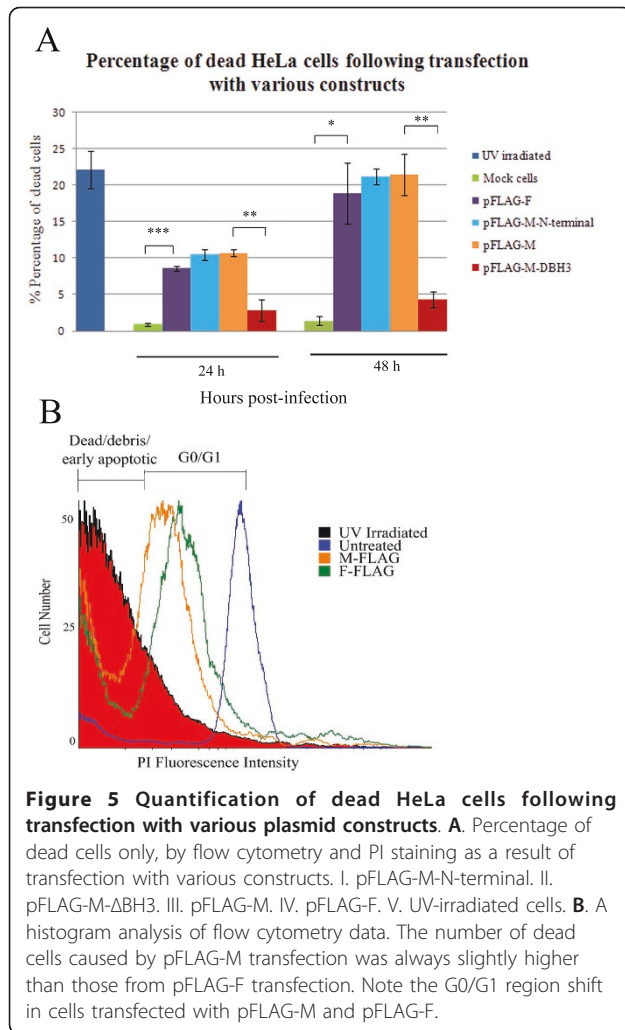 A
Percentage of dead HeLa cells following transfection
with various constructs
% Percentage of dead cells
30
25
20
15
10
5
0
***
**
*
**
24 h
48 h
Hours post-infection
UV irradiated
Mock cells
pFLAG-F
pFLAG-M-N-terminal
pFLAG-M
pFLAG-M-DBH3
B
Dead/debris/
early apoptotic
G0/G1
50
25
0
Cell Number
UV Irradiated
Untreated
M-FLAG
F-FLAG
PI Fluorescence Intensity
Figure 5 Quantification of dead HeLa cells following
transfection with various plasmid constructs. A. Percentage of
dead cells only, by flow cytometry and PI staining as a result of
transfection with various constructs. I. pFLAG-M-N-terminal. II.
pFLAG-M-ΔBH3. III. pFLAG-M. IV. pFLAG-F. V. UV-irradiated cells. B. A
histogram analysis of flow cytometry data. The number of dead
cells caused by pFLAG-M transfection was always slightly higher
than those from pFLAG-F transfection. Note the G0/G1 region shift
in cells transfected with pFLAG-M and pFLAG-F.